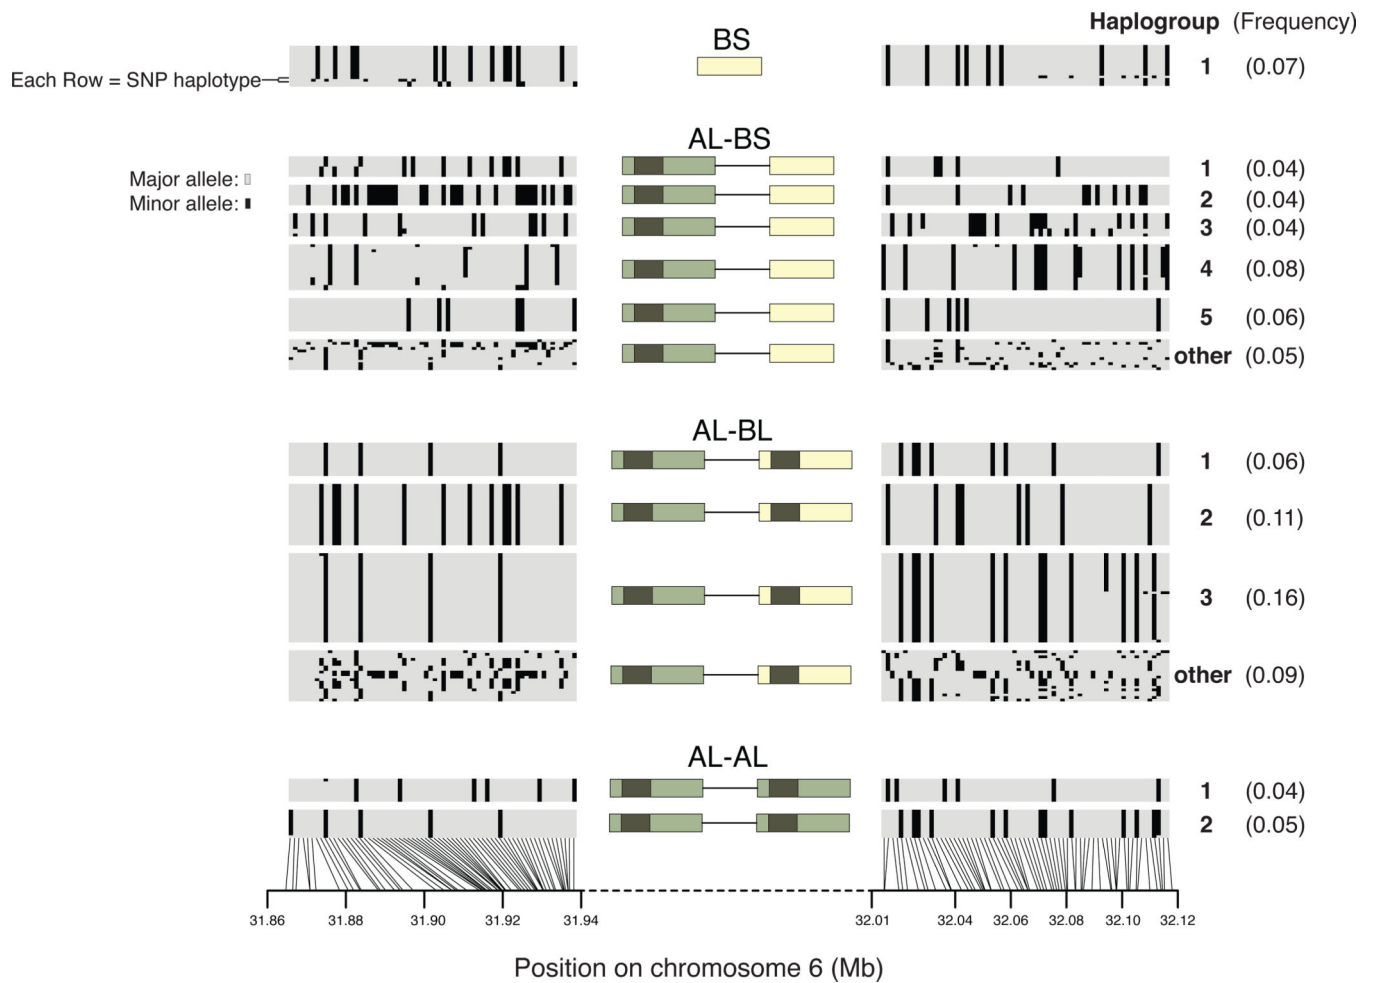 Haplogroup (Frequency)
BS
1 (0.07)
Each Row = SNP haplotype
AL-BS
1 (0.04)
Major allele:
2 (0.04)
Minor allele:
3 (0.04)
4 (0.08)
5 (0.06)
other (0.05)
AL-BL
1 (0.06)
2 (0.11)
3 (0.16)
other (0.09)
AL-AL
1 (0.04)
2 (0.05)
31.86 31.88 31.90 31.92 31.94 32.01 32.04 32.06 32.08 32.10 32.12
Position on chromosome 6 (Mb)